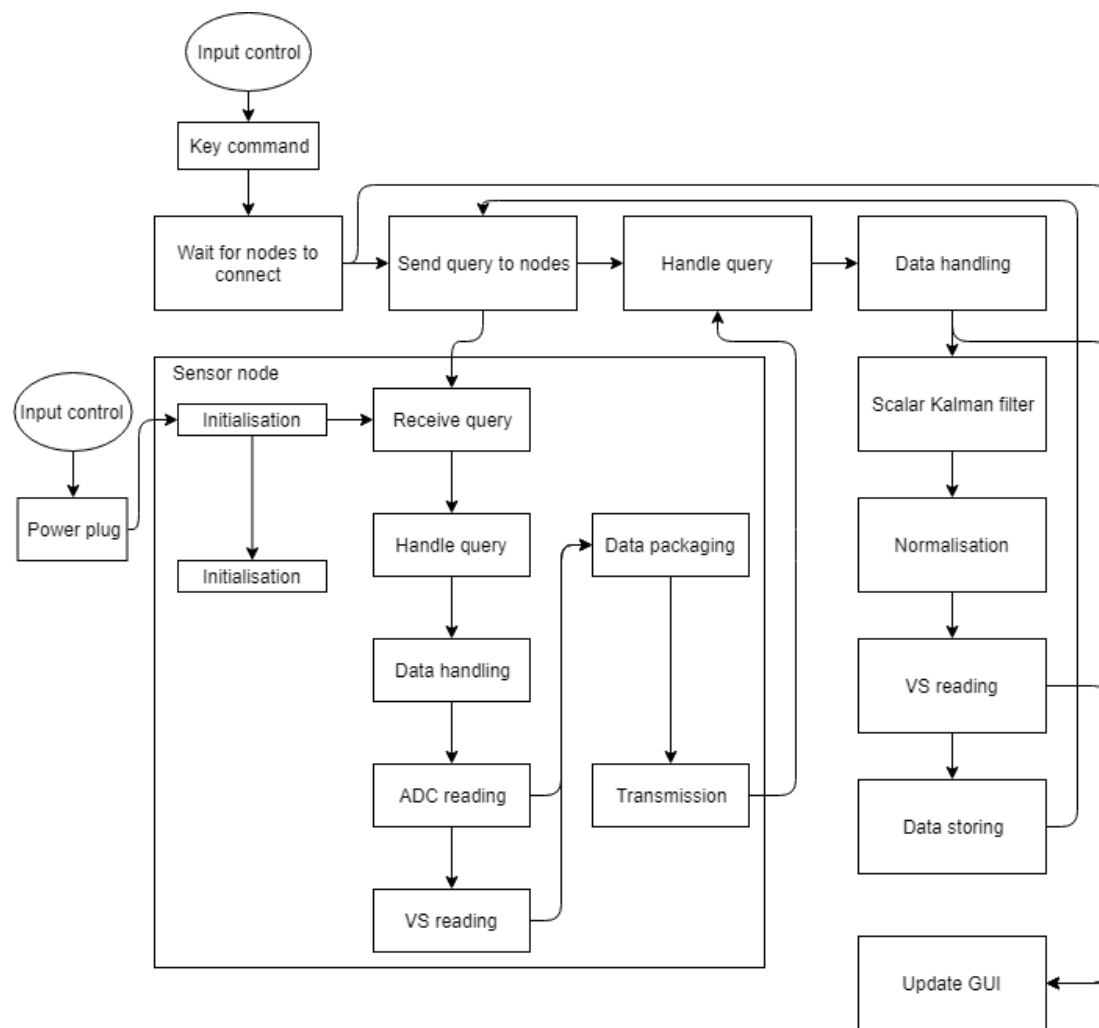 Input control
Key command
Wait for nodes to
connect
Send query to nodes
Handle query
Data handling
Sensor node
Input control
Initialisation
Receive query
Scalar Kalman filter
Power plug
Handle query
Data packaging
Normalisation
Initialisation
Data handling
VS reading
ADC reading
Transmission
Data storing
VS reading
Update GUI